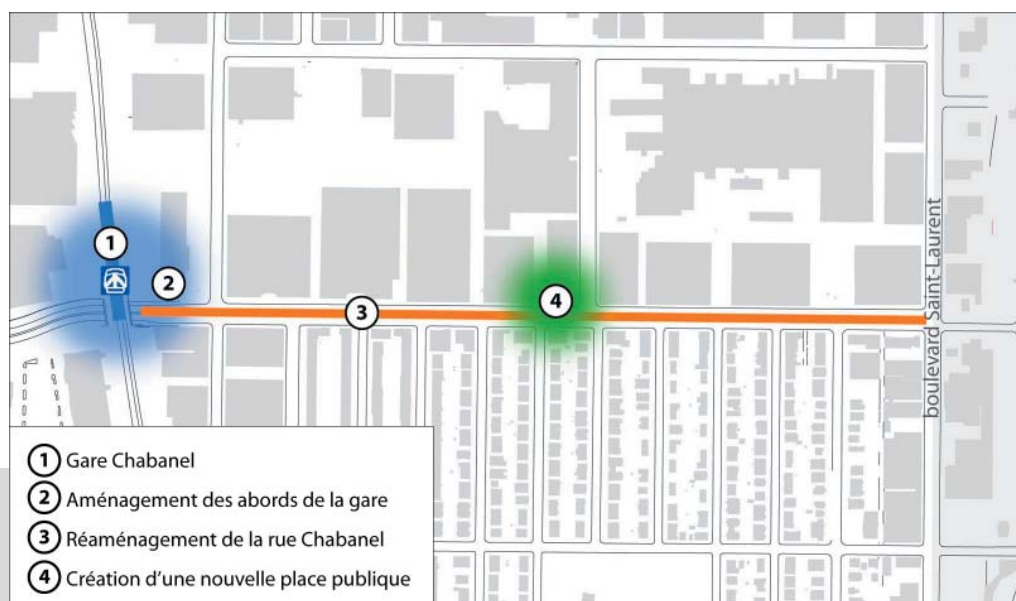 1
2
3
4
boulevard Saint-Laurent
1 Gare Chabanel
2 Aménagement des abords de la gare
3 Réaménagement de la rue Chabanel
4 Création d’une nouvelle place publique